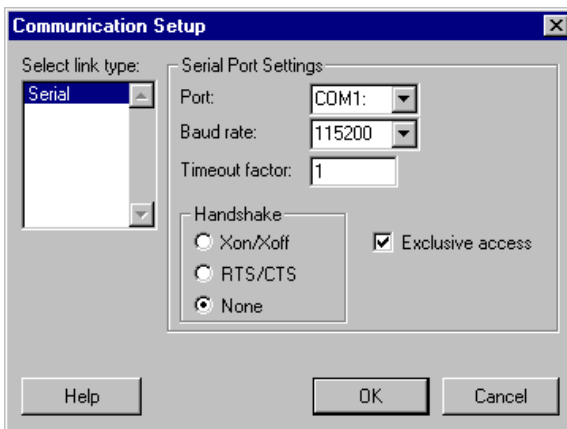 Communication Setup
Select link type:
Serial
Serial Port Settings
Port:
COM1:
Baud rate:
115200
Timeout factor:
1
Handshake
Xon/Xoff
RTS/CTS
None
Exclusive access
Help
OK
Cancel